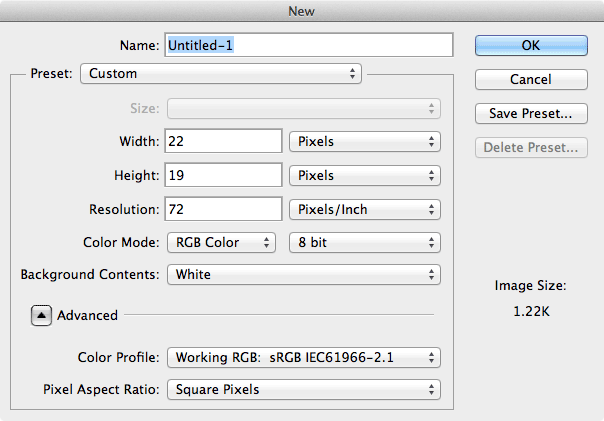 New
Name: Untitled-1
OK
Preset: Custom
Cancel
Size:
Save Preset...
Width: 22 Pixels
Delete Preset...
Height: 19 Pixels
Resolution: 72 Pixels/Inch
Color Mode: RGB Color 8 bit
Background Contents: White
Image Size:
1.22K
Advanced
Color Profile: Working RGB: sRGB IEC61966-2.1
Pixel Aspect Ratio: Square Pixels